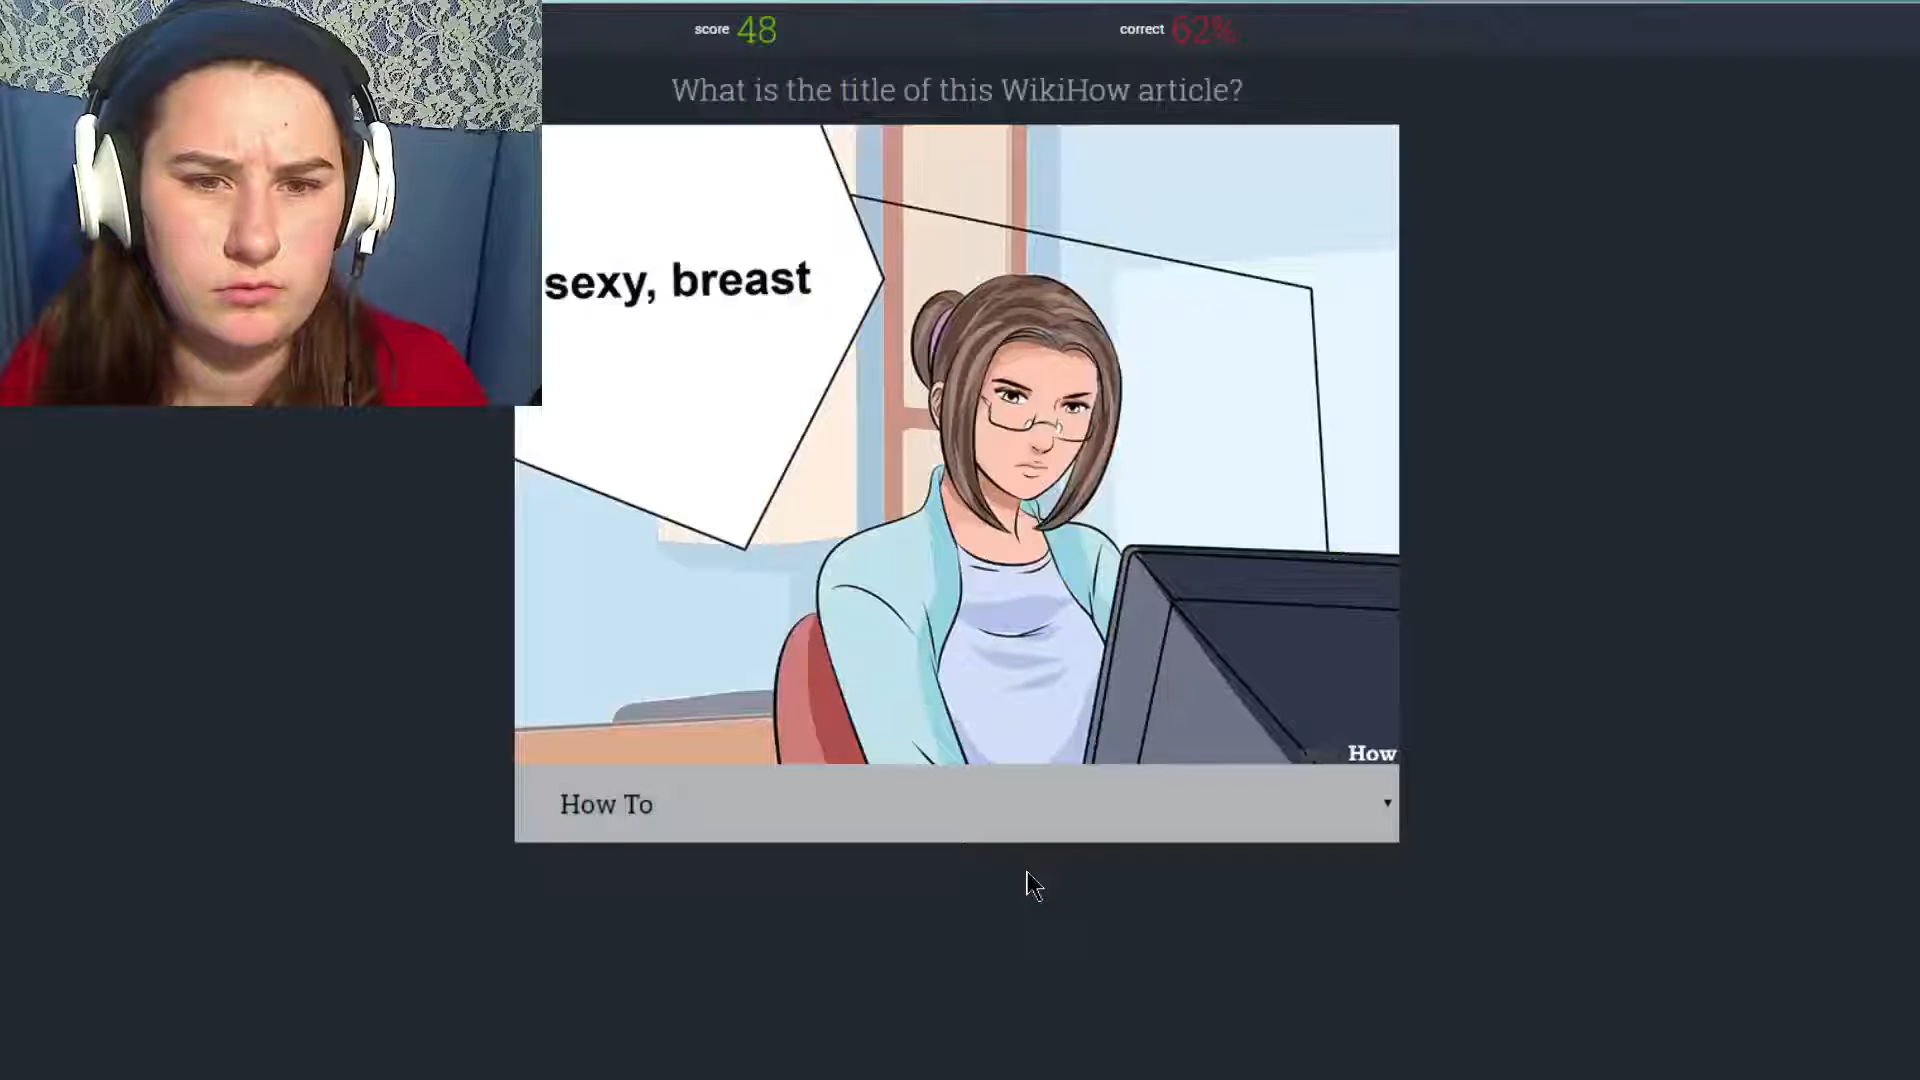 score 48
correct 62%
What is the title of this WikiHow article?
sexy, breast
How
How To